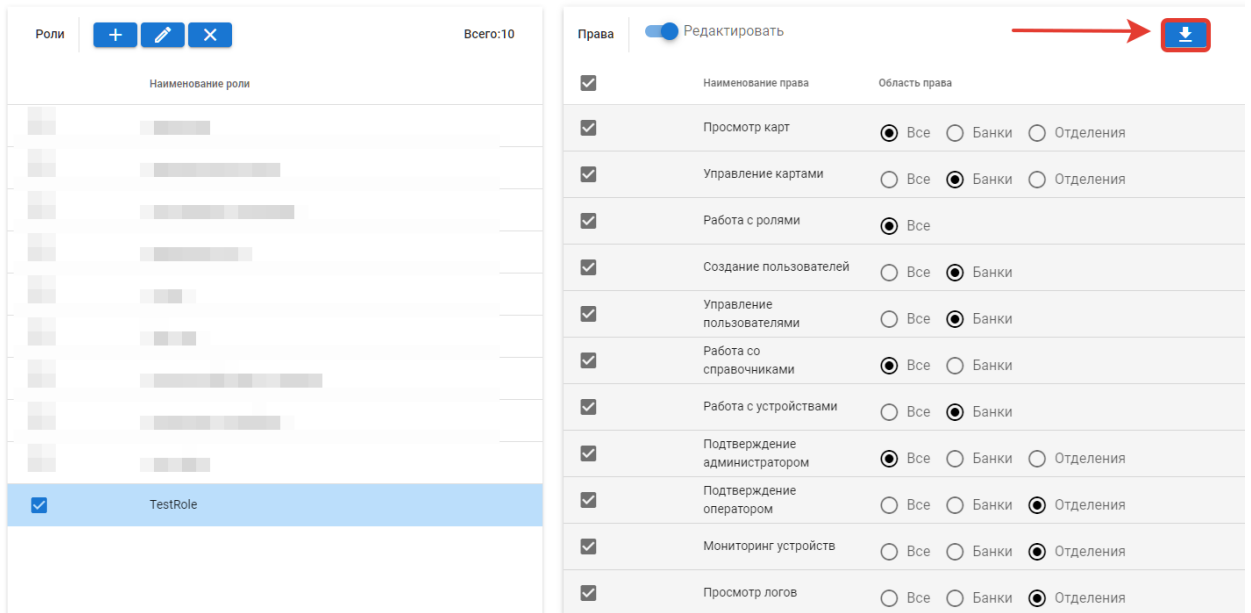 Роли
Всего:10
Наименование роли
TestRole
Права
Редактировать
Наименование права
Область права
Просмотр карт
Все Банки Отделения
Управление картами
Все Банки Отделения
Работа с ролями
Все
Создание пользователей
Все Банки
Управление
пользователями
Все Банки
Работа со
справочниками
Все Банки
Работа с устройствами
Все Банки
Подтверждение
администратором
Все Банки Отделения
Подтверждение
оператором
Все Банки Отделения
Мониторинг устройств
Все Банки Отделения
Просмотр логов
Все Банки Отделения